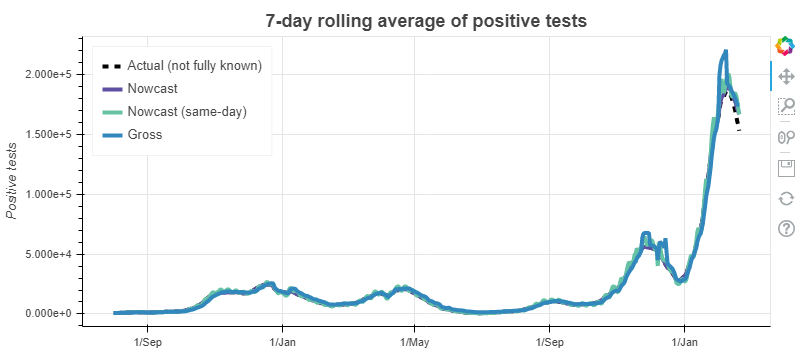 7-day rolling average of positive tests
Actual (not fully known)
Nowcast
Nowcast (same-day)
Gross
Positive tests
2.000e+5
1.500e+5
1.000e+5
5.000e+4
0.000e+0
1/Sep 1/Jan 1/May 1/Sep 1/Jan